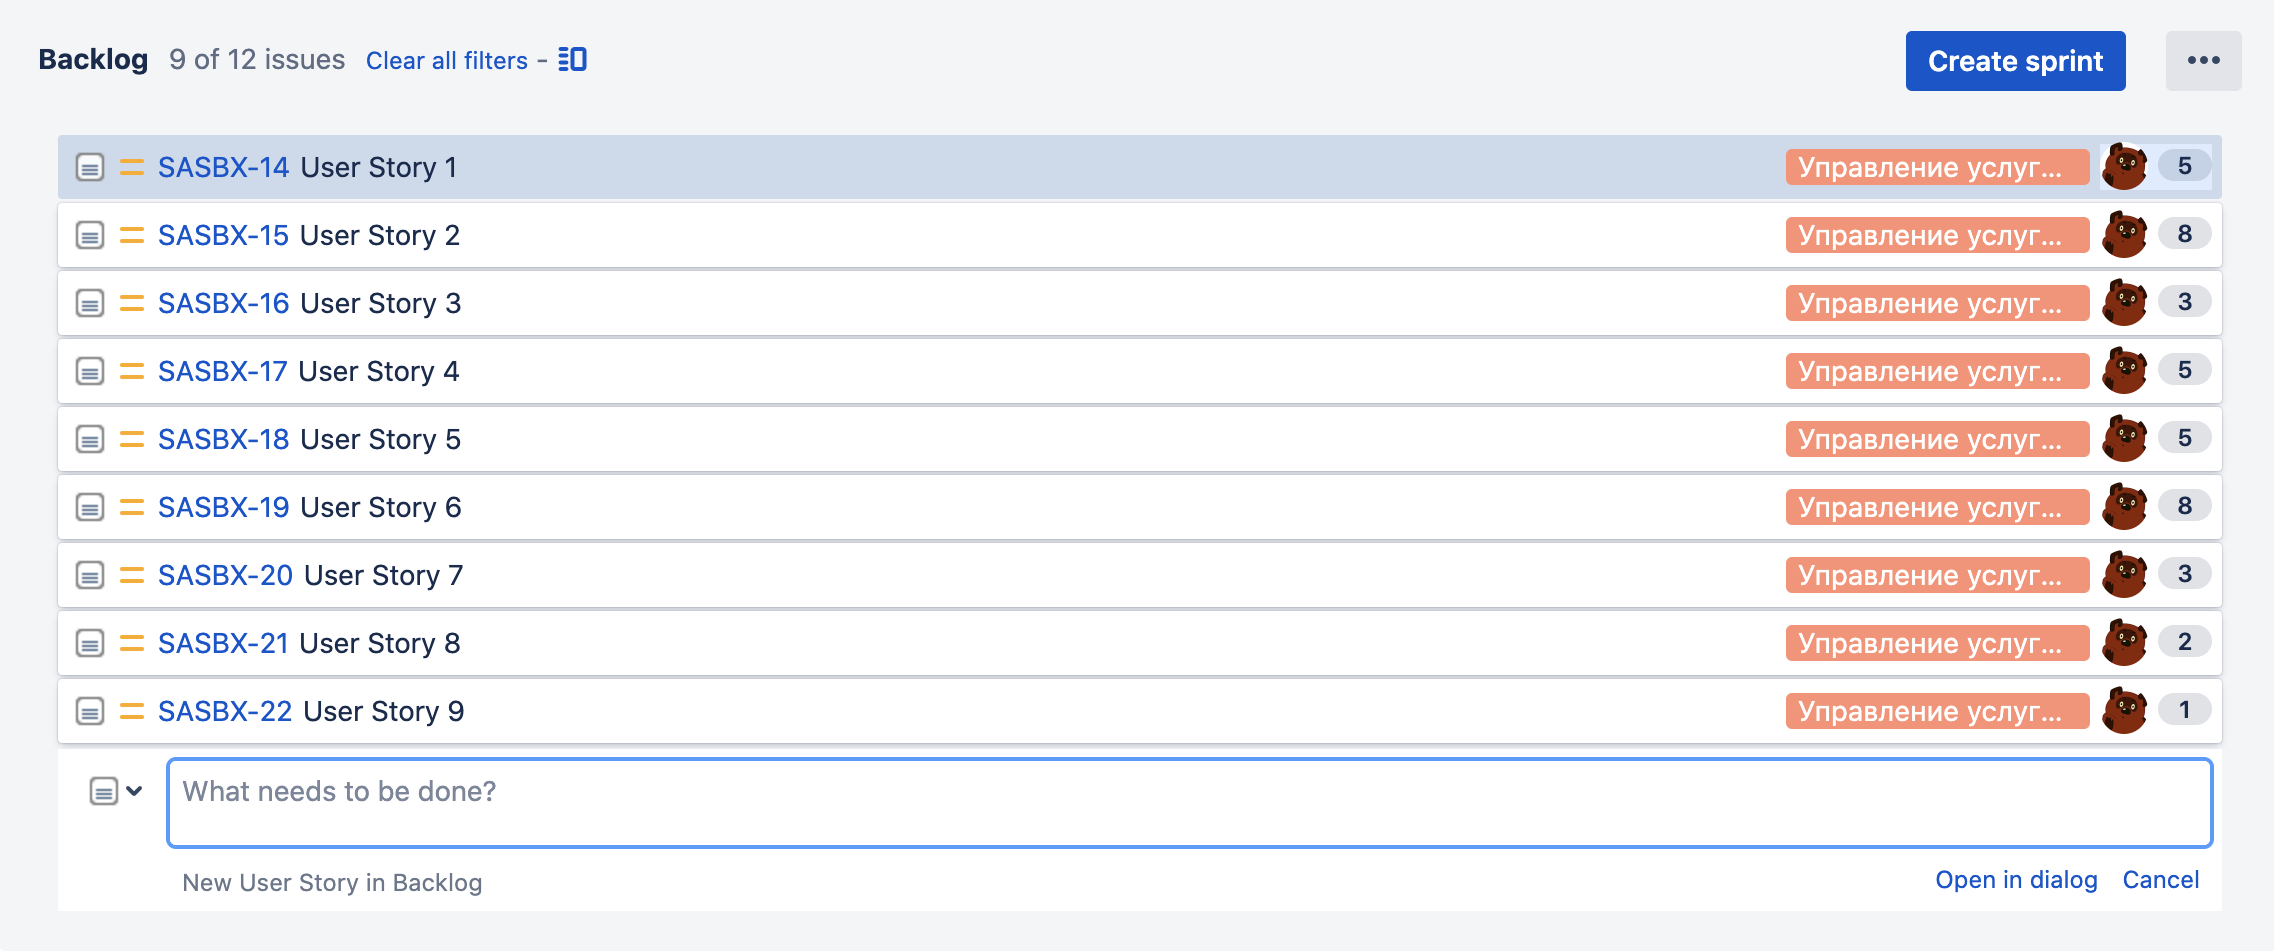 Backlog 9 of 12 issues Clear all filters -
Create sprint
SASBX-14 User Story 1 Управление услуг... 5
SASBX-15 User Story 2 Управление услуг... 8
SASBX-16 User Story 3 Управление услуг... 3
SASBX-17 User Story 4 Управление услуг... 5
SASBX-18 User Story 5 Управление услуг... 5
SASBX-19 User Story 6 Управление услуг... 8
SASBX-20 User Story 7 Управление услуг... 3
SASBX-21 User Story 8 Управление услуг... 2
SASBX-22 User Story 9 Управление услуг... 1
What needs to be done?
New User Story in Backlog Open in dialog Cancel